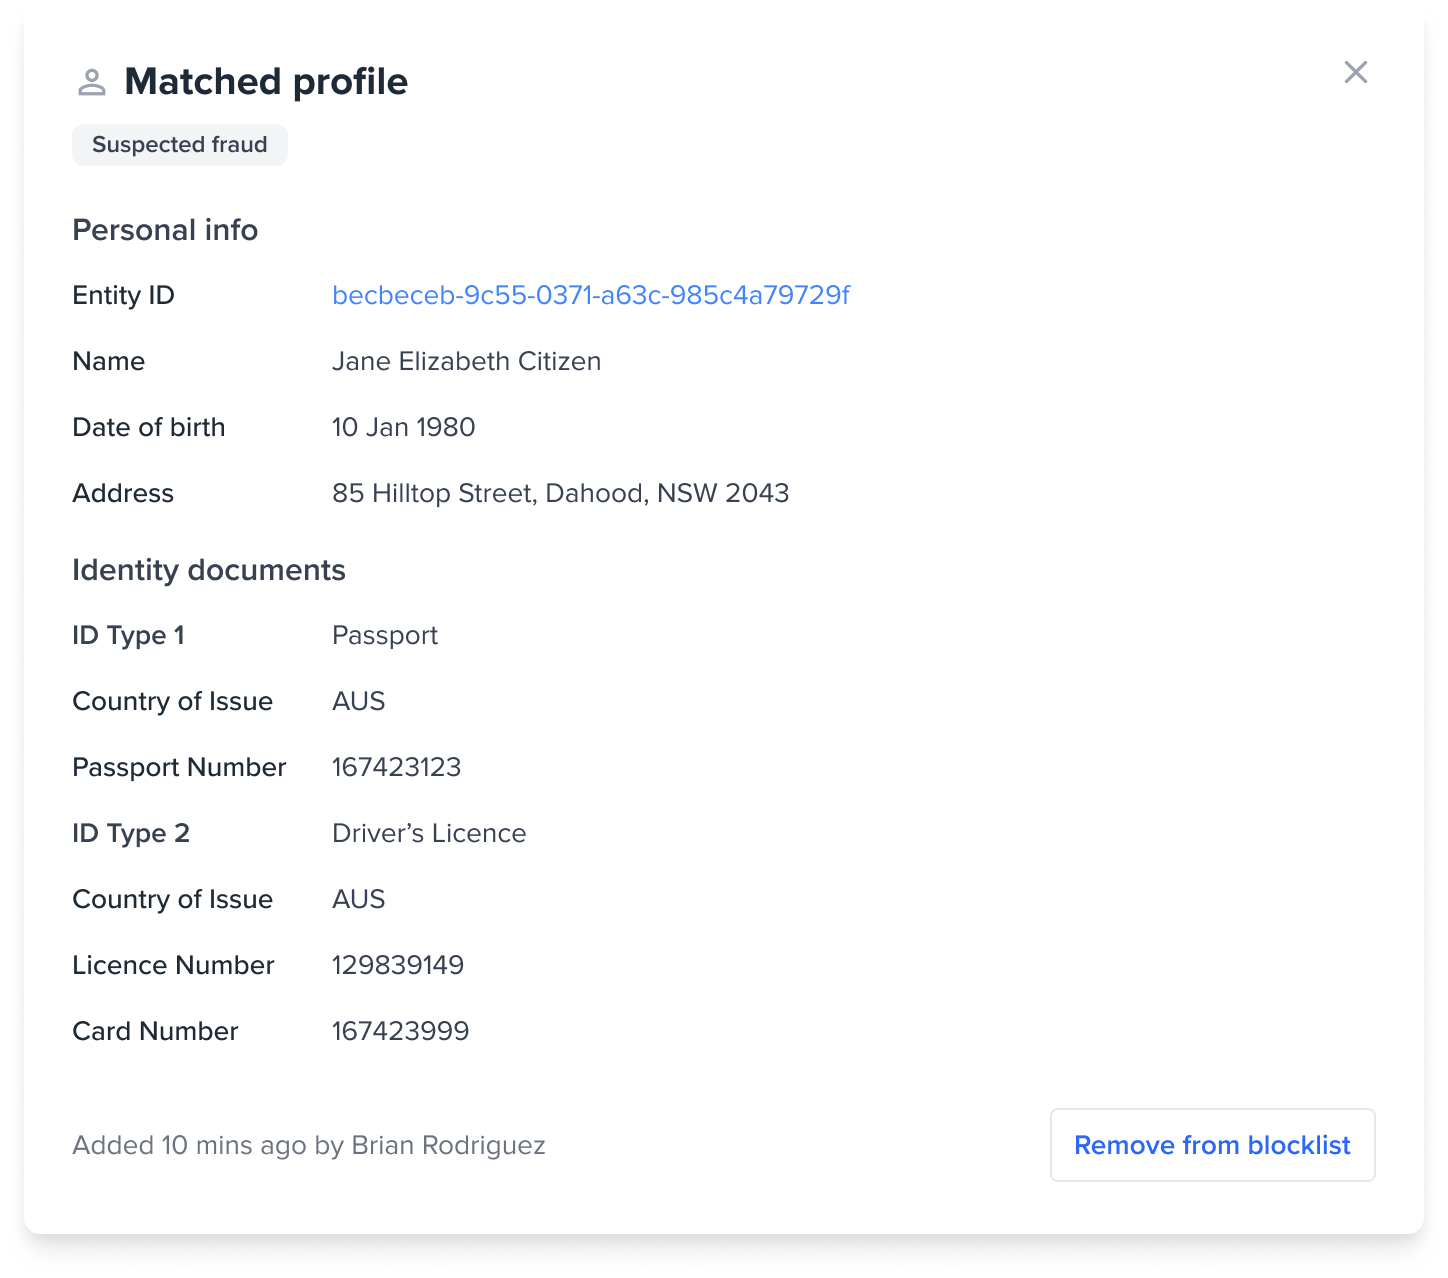 Matched profile
Suspected fraud
Personal info
Entity ID becbeceb-9c55-0371-a63c-985c4a79729f
Name Jane Elizabeth Citizen
Date of birth 10 Jan 1980
Address 85 Hilltop Street, Dahood, NSW 2043
Identity documents
ID Type 1 Passport
Country of Issue AUS
Passport Number 167423123
ID Type 2 Driver’s Licence
Country of Issue AUS
Licence Number 129839149
Card Number 167423999
Added 10 mins ago by Brian Rodriguez
Remove from blocklist